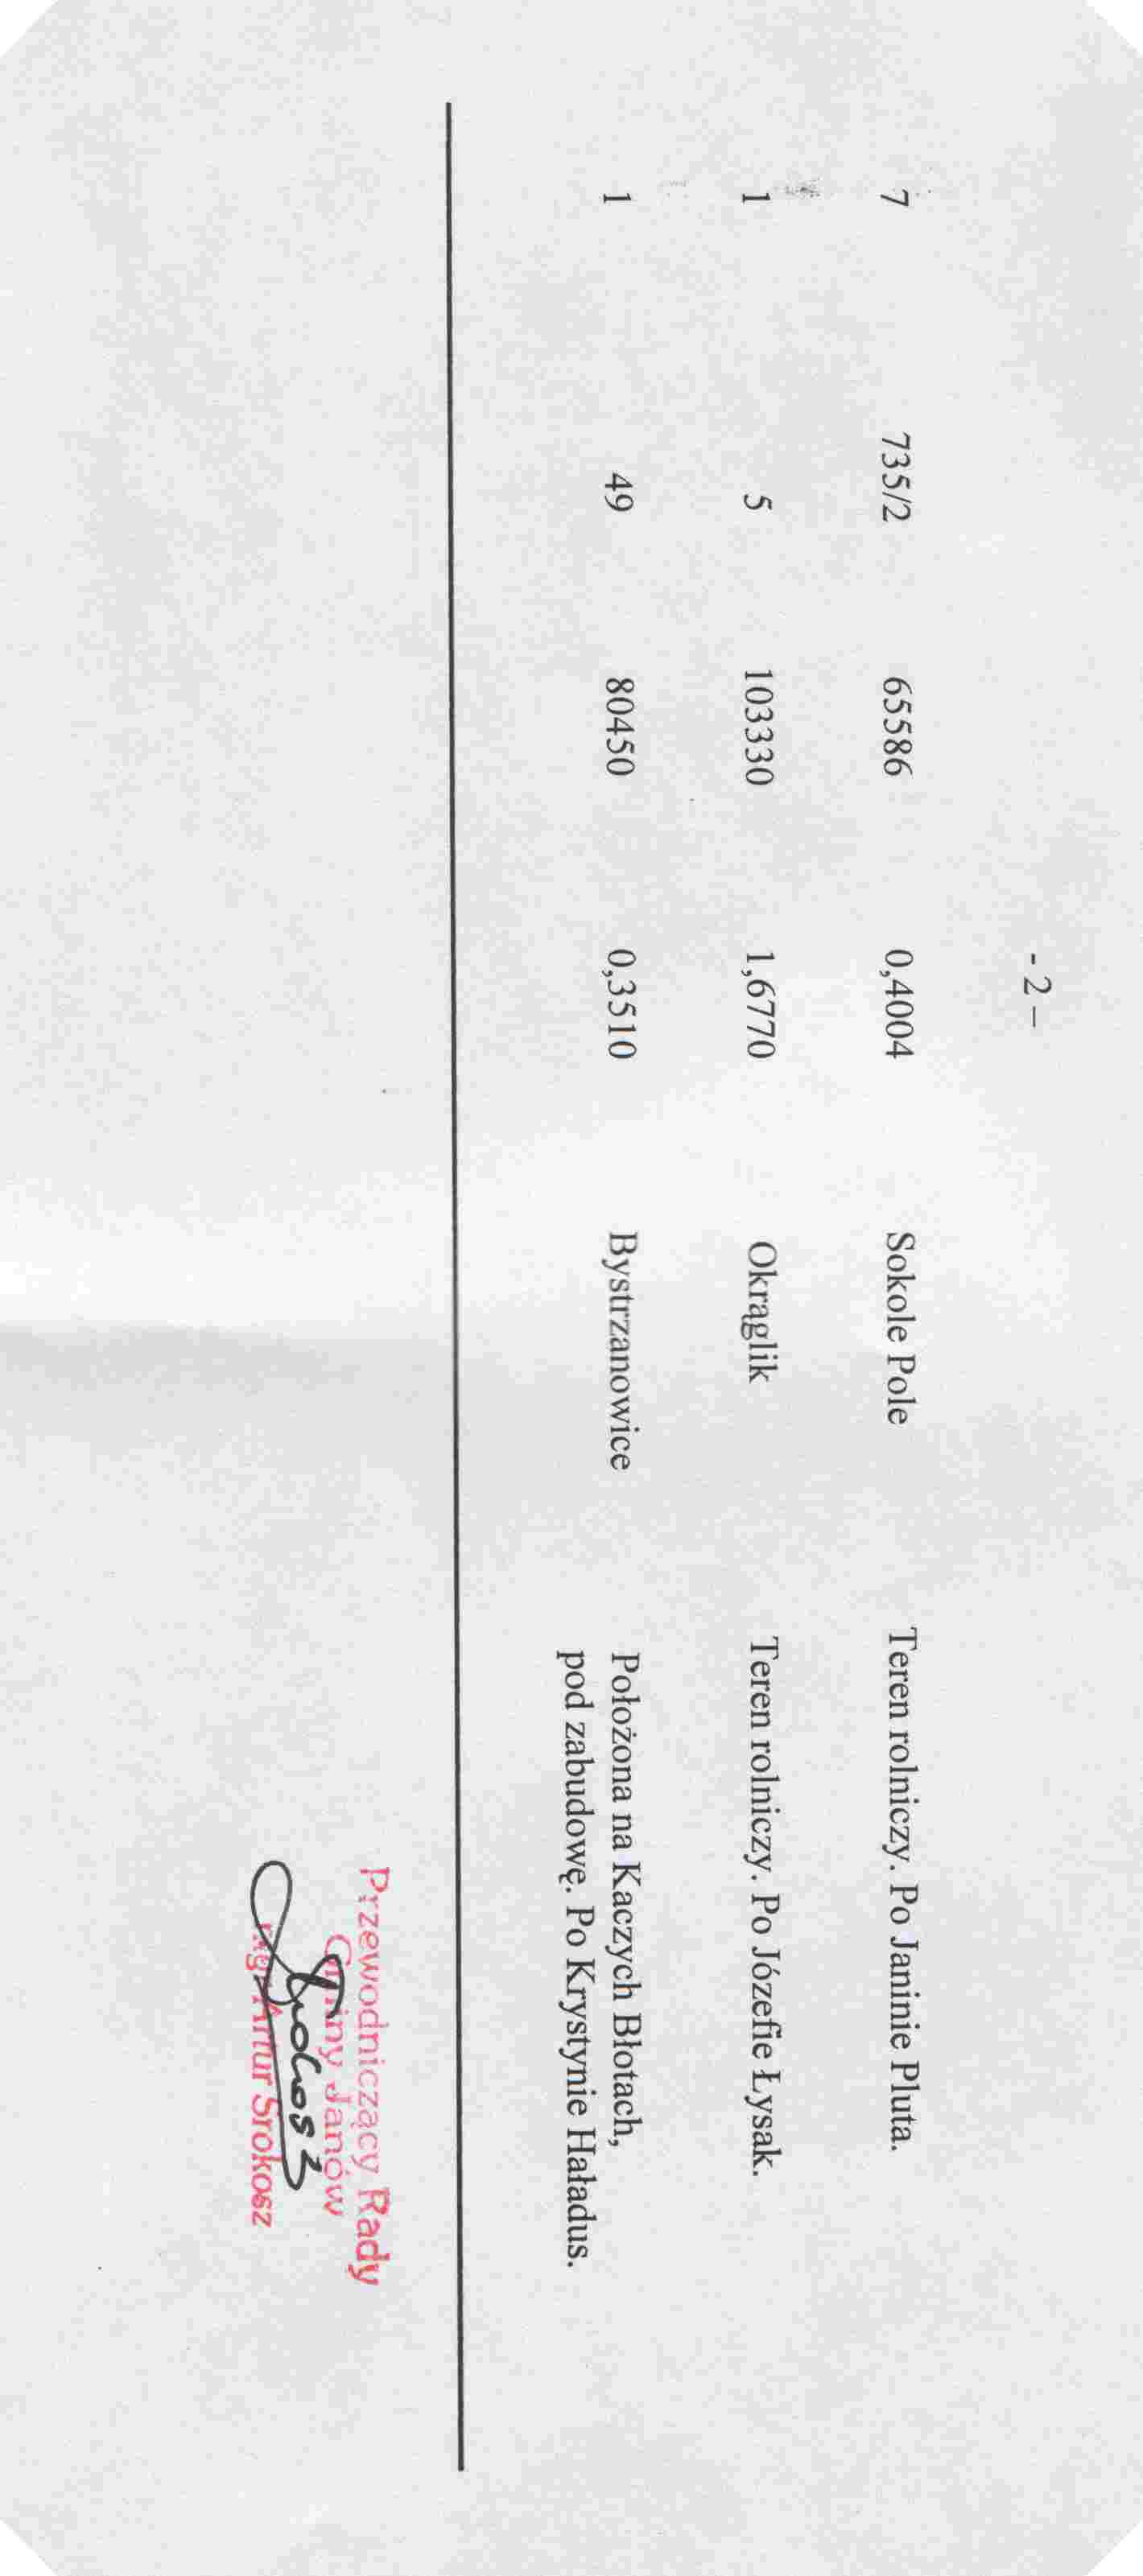 - 2 –
7 735/2 65586 0,4004 Sokole Pole Teren rolniczy. Po Janinie Pluta.
1 5 103330 1,6770 Okrąglik Teren rolniczy. Po Józefie Łysak.
1 49 80450 0,3510 Bystrzanowice Położona na Kaczych Błotach,
pod zabudowę. Po Krystynie Haładus.
Przewodniczący Rady
Gminy Janów
mgr Artur Srokosz